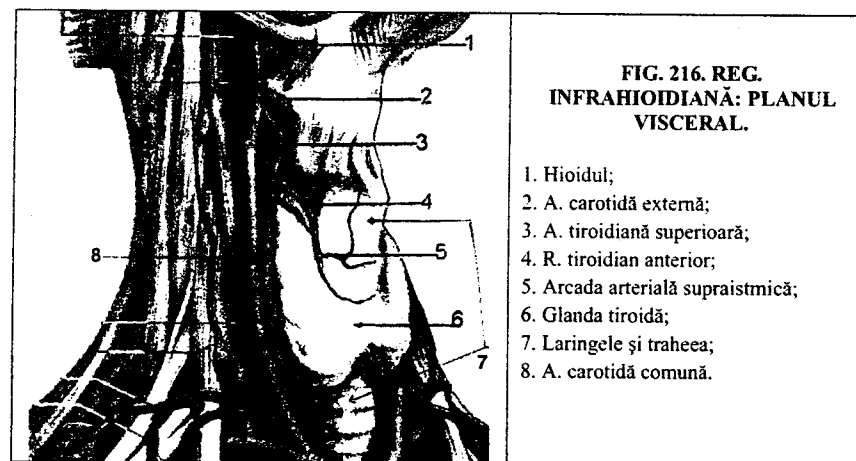 1
2
3
4
8
5
6
7
FIG. 216. REG.
INFRAHIOIDIANĂ: PLANUL
VISCERAL.
1. Hioidul;
2. A. carotidă externă;
3. A. tiroidiană superioară;
4. R. tiroidian anterior;
5. Arcada arterială supraistmică;
6. Glanda tiroidă;
7. Laringele şi traheea;
8. A. carotidă comună.